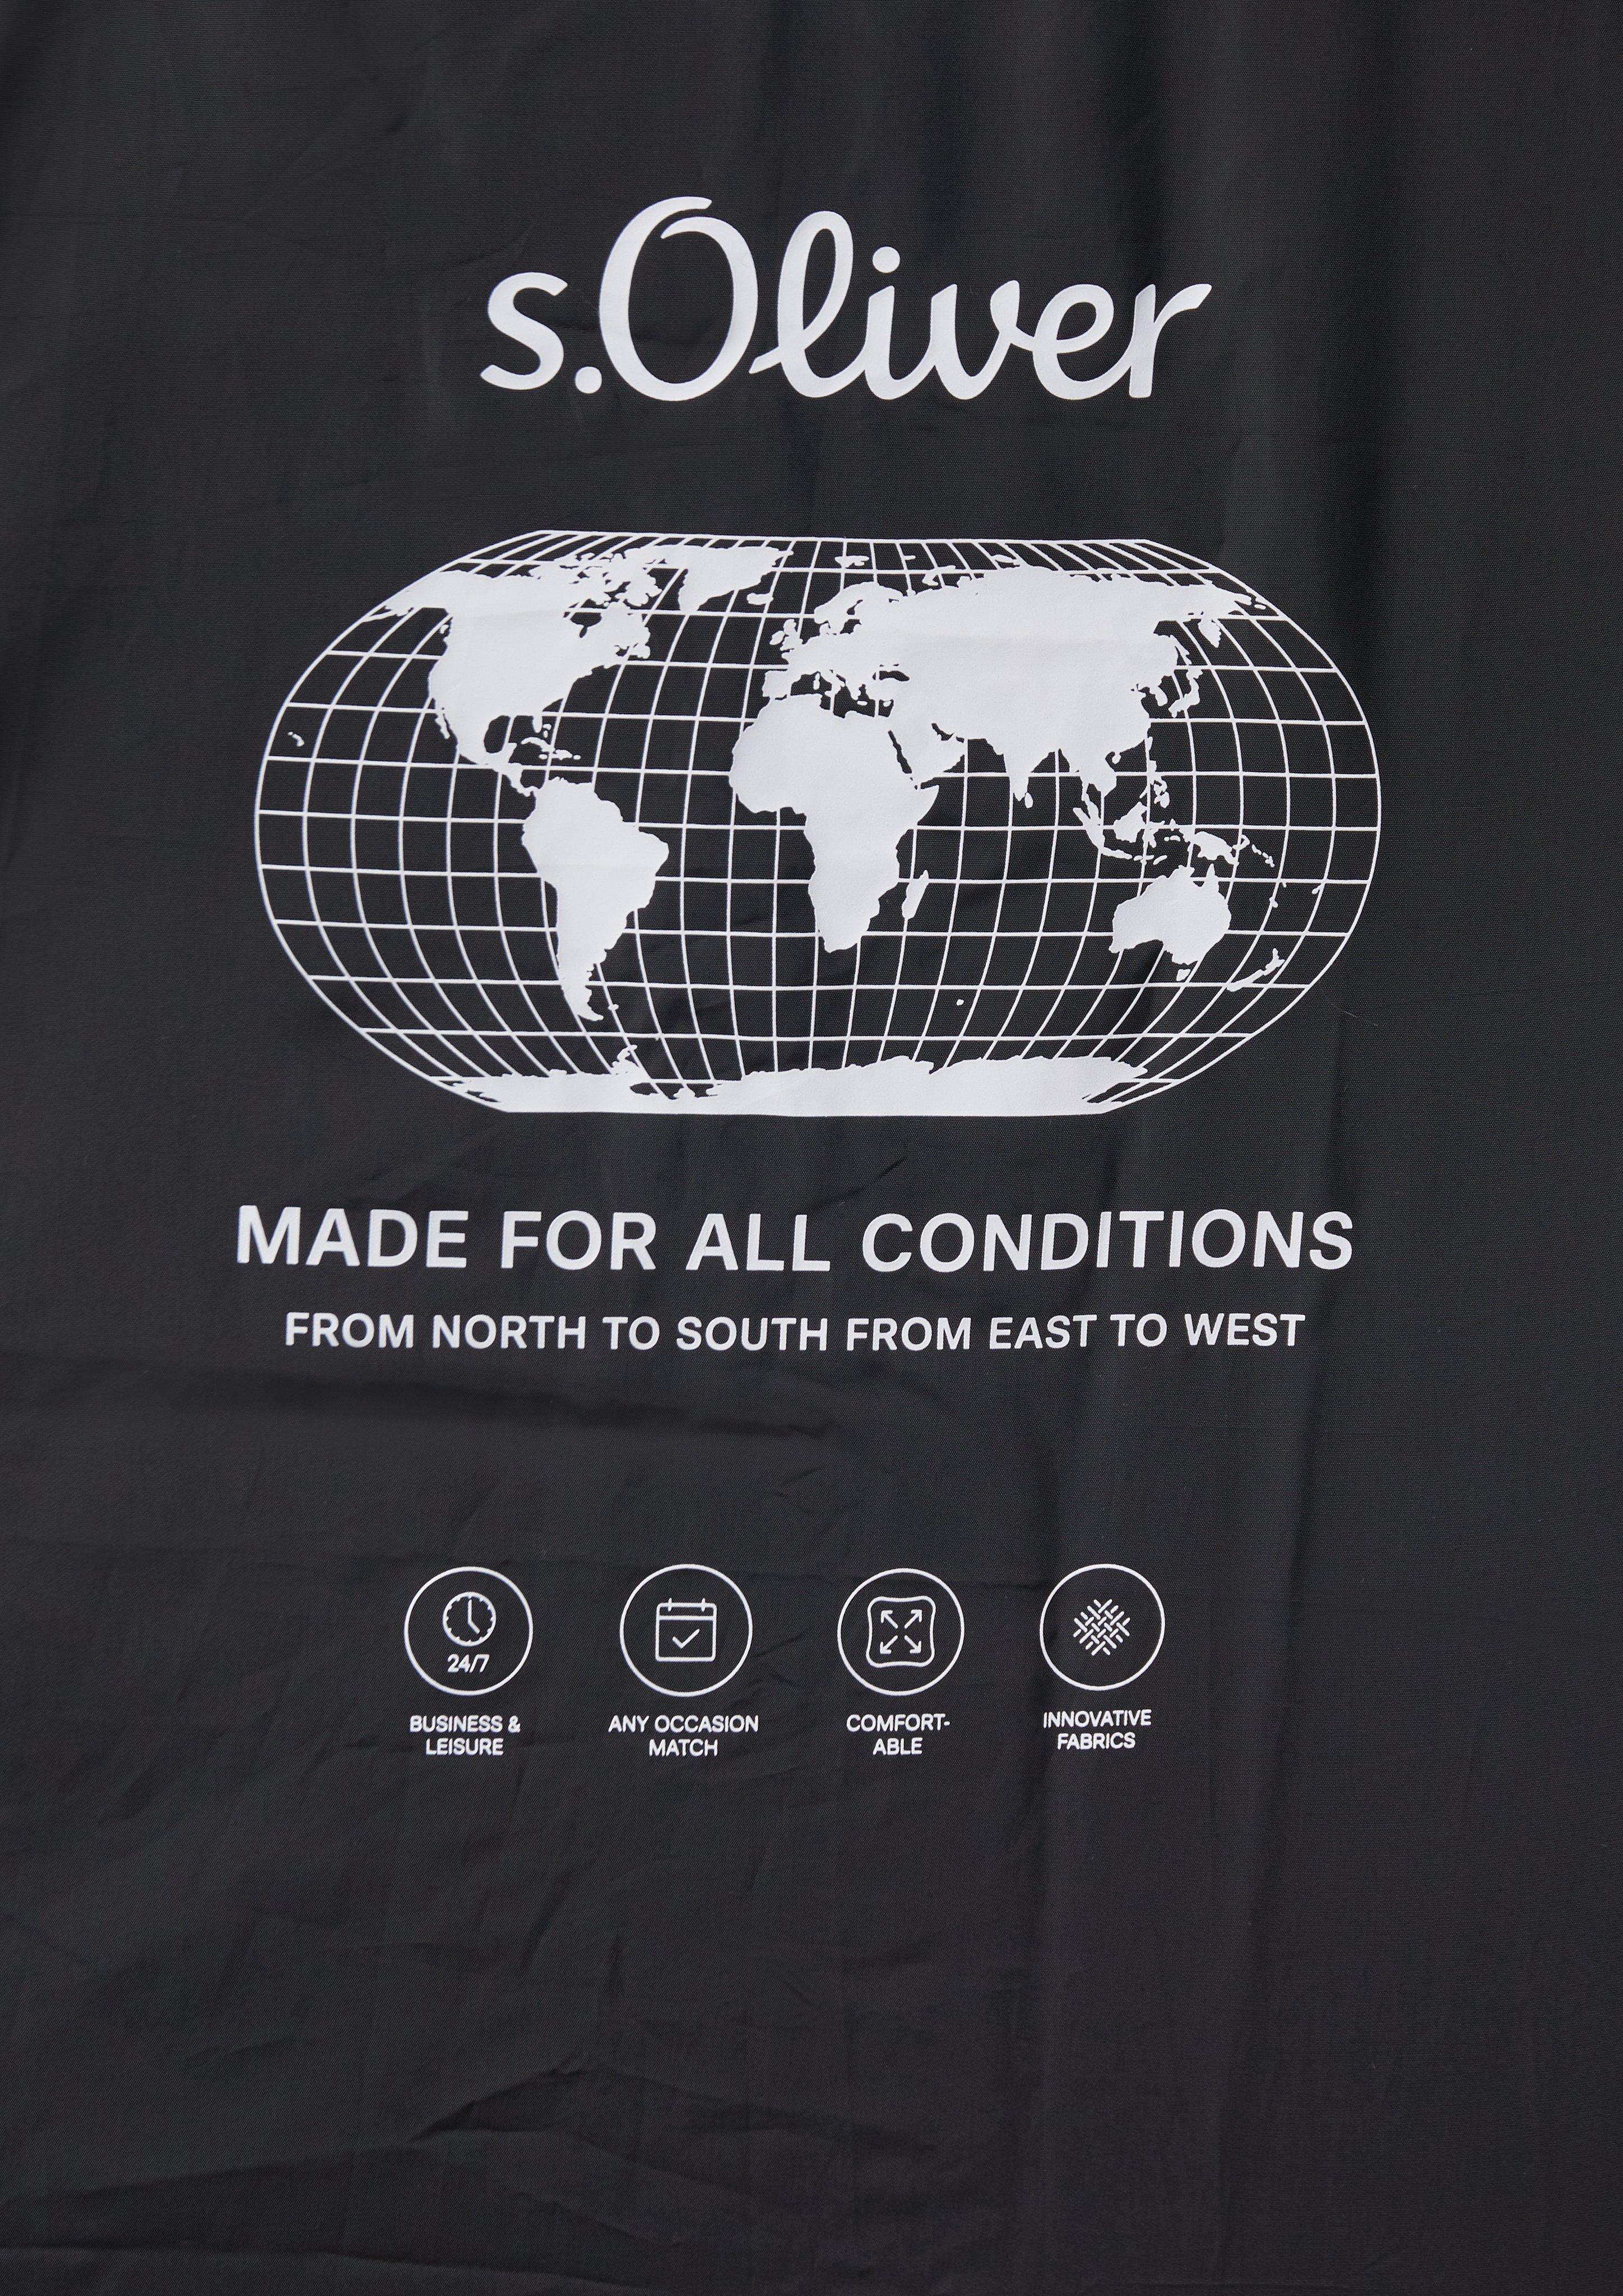 s.Oliver
MADE FOR ALL CONDITIONS
FROM NORTH TO SOUTH FROM EAST TO WEST
24/7
BUSINESS &
LEISURE
ANY OCCASION
MATCH
COMFORT-
ABLE
INNOVATIVE
FABRICS